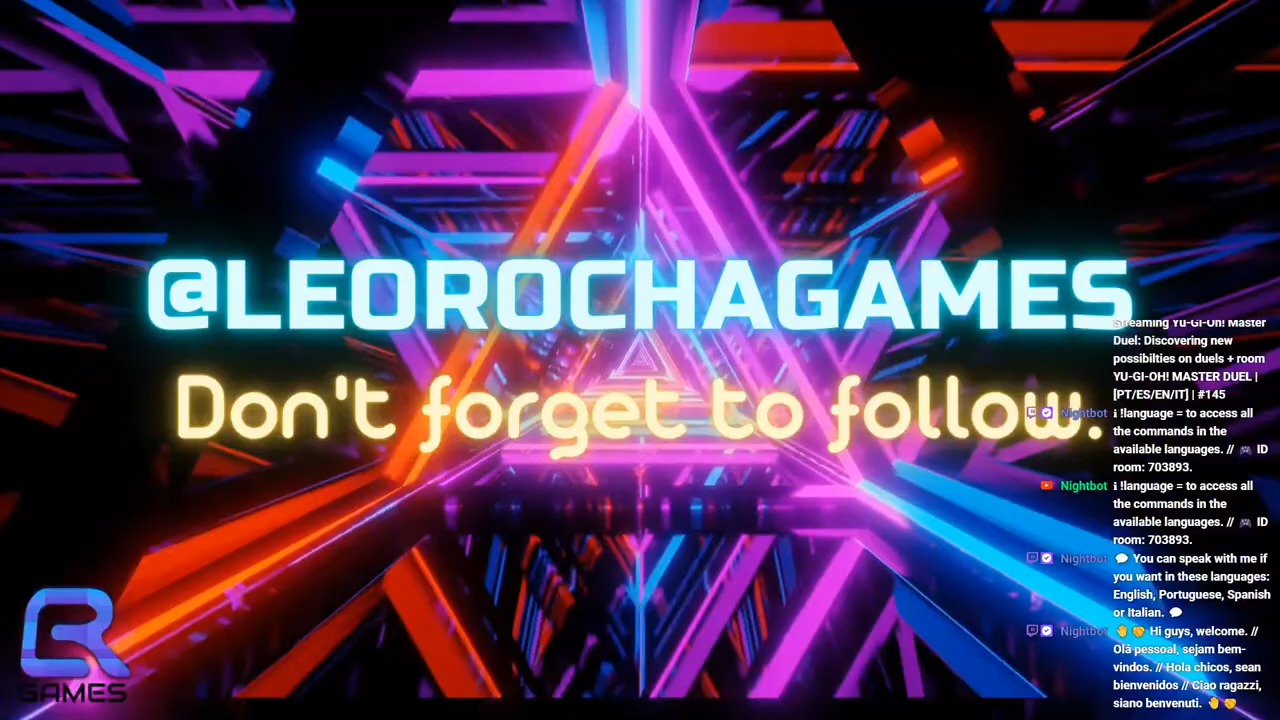 @LEOROCHAGAMES
Don't forget to follow.
Streaming Yu-Gi-Oh! Master
Duel: Discovering new
possibilties on duels + room
YU-GI-OH! MASTER DUEL |
[PT/ES/EN/IT] | #145
Nightbot ℹ️ !language = to access all
the commands in the
available languages. // 🎮 ID
room: 703893.
Nightbot ℹ️ !language = to access all
the commands in the
available languages. // 🎮 ID
room: 703893.
Nightbot 💬 You can speak with me if
you want in these languages:
English, Portuguese, Spanish
or Italian. 💬
Nightbot 🤚🤝 Hi guys, welcome. //
Olá pessoal, sejam bem-
vindos. // Hola chicos, sean
bienvenidos // Ciao ragazzi,
siano benvenuti. 🤚🤝
GAMES